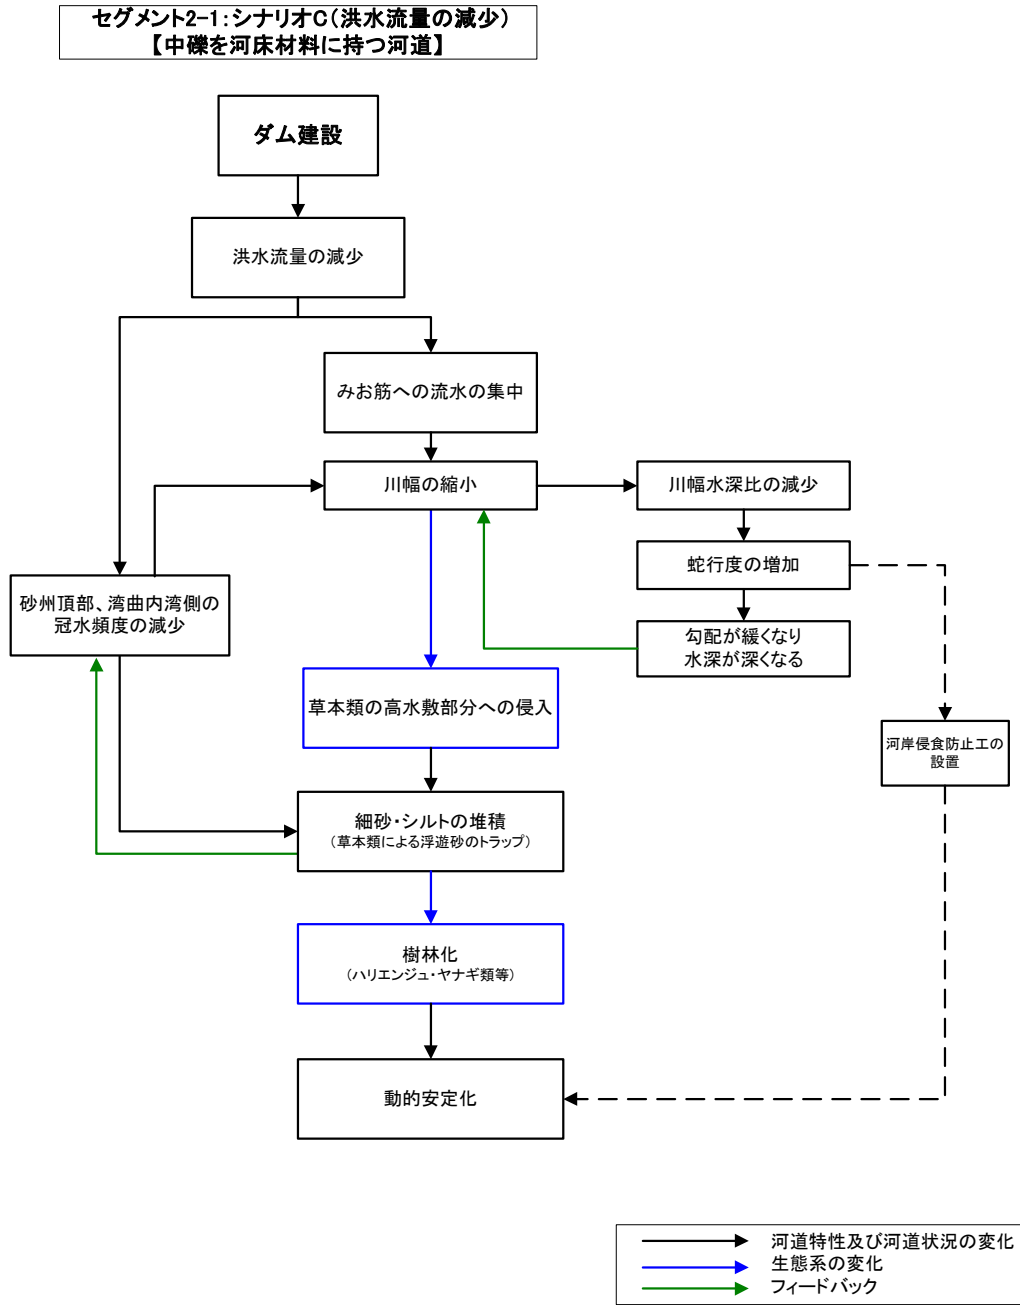 セグメント2-1：シナリオC（洪水流量の減少）
【中礫を河床材料に持つ河道】
ダム建設
洪水流量の減少
みお筋への流水の集中
川幅の縮小
川幅水深比の減少
蛇行度の増加
砂州頂部、湾曲内湾側の
冠水頻度の減少
勾配が緩くなり
水深が深くなる
草本類の高水敷部分への侵入
河岸侵食防止工の
設置
細砂・シルトの堆積
（草本類による浮遊砂のトラップ）
樹林化
（ハリエンジュ・ヤナギ類等）
動的安定化
河道特性及び河道状況の変化
生態系の変化
フィードバック